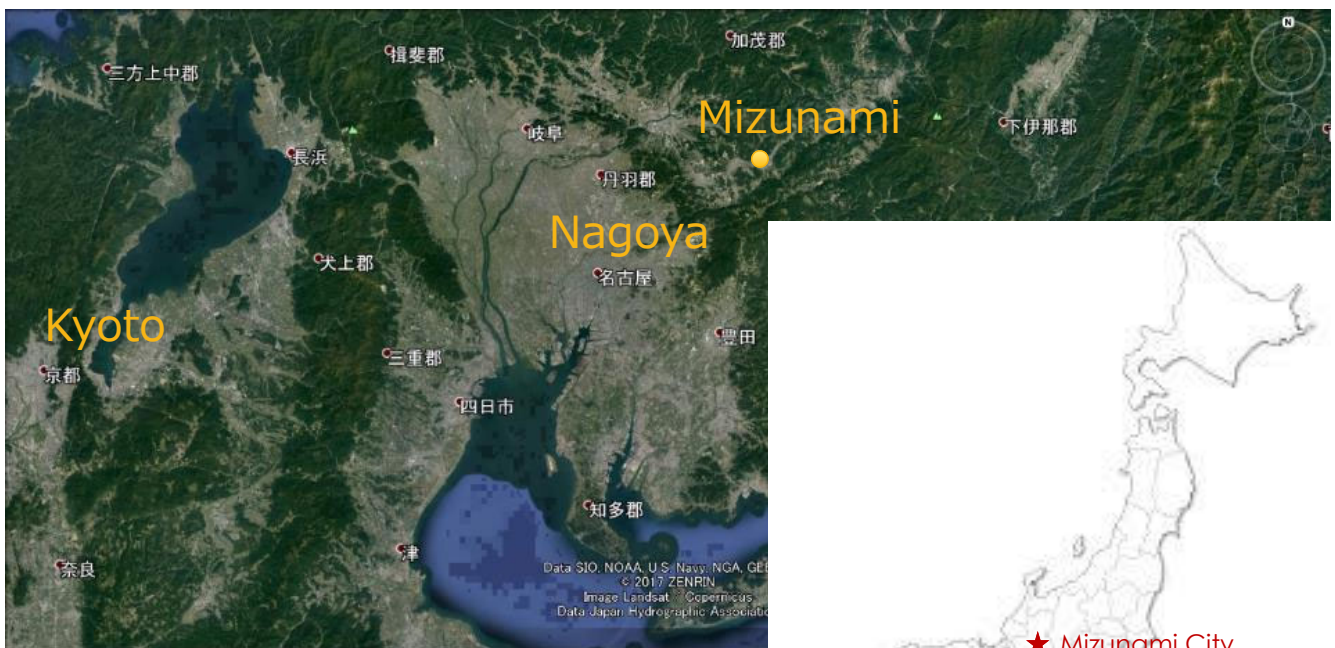 N
加茂郡
揖斐郡
三方上中郡
Mizunami
岐阜
下伊那郡
長浜
丹羽郡
Nagoya
犬上郡
名古屋
Kyoto
豊田
三重郡
京都
四日市
知多郡
津
奈良
Data SIO, NOAA, U.S. Navy, NGA,
© 2017 ZENRIN
Image Landsat / Copernicus
Data Japan Hydrographic
Mizunami City